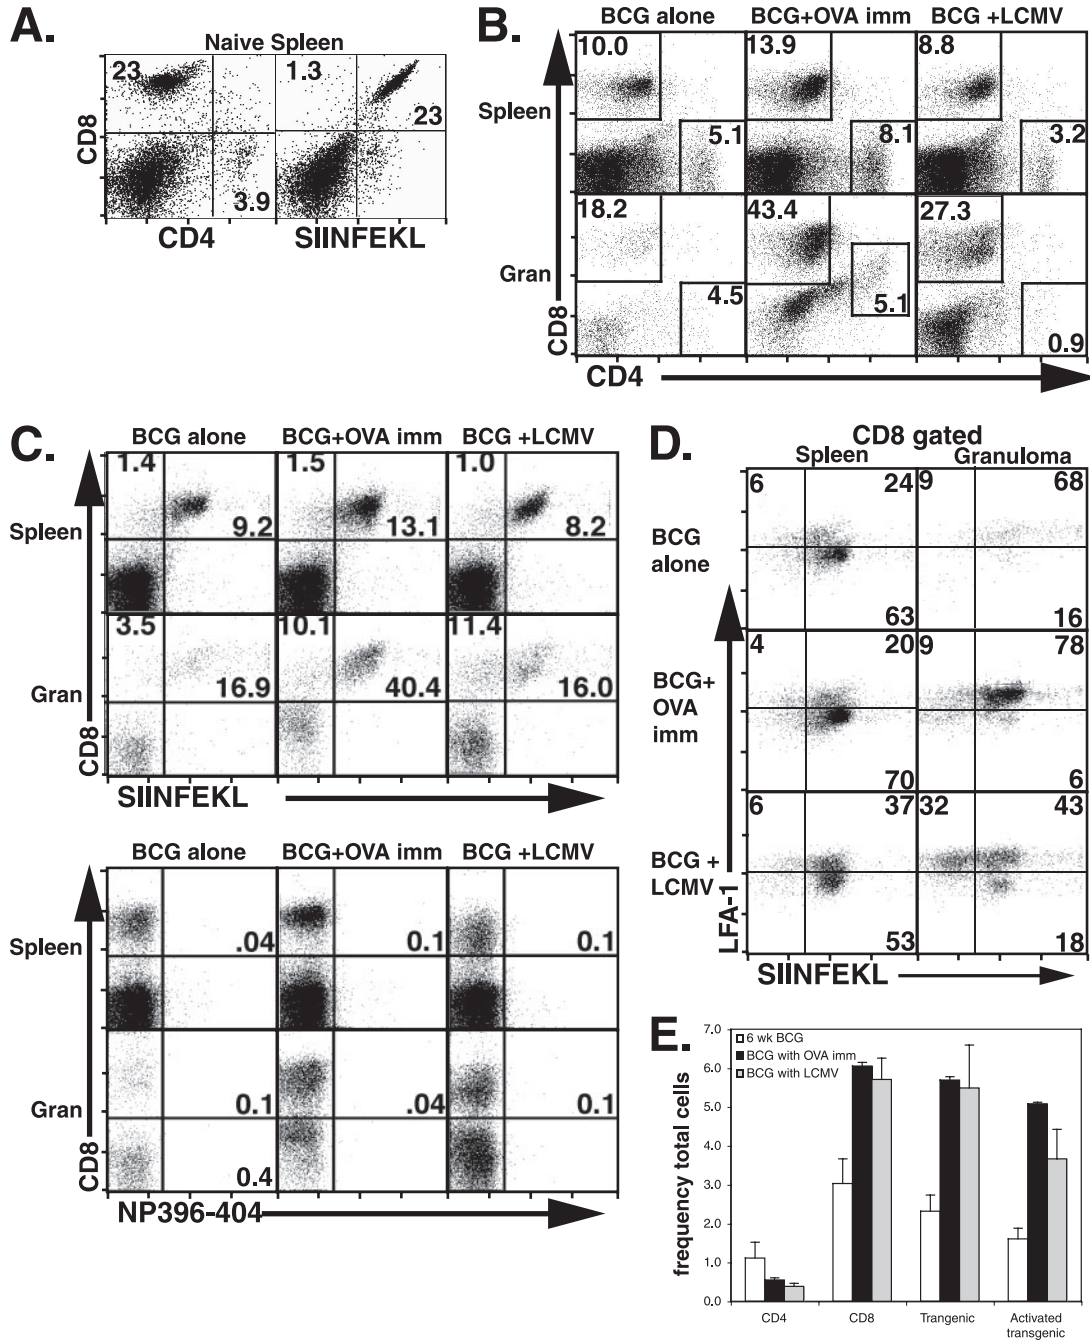 A.
Naive Spleen
23
1.3
23
3.9
CD8
CD4
SIINFEKL
B.
BCG alone
BCG+OVA imm
BCG +LCMV
10.0
13.9
8.8
Spleen
5.1
8.1
3.2
18.2
43.4
27.3
Gran
4.5
5.1
0.9
CD8
CD4
C.
BCG alone
BCG+OVA imm
BCG +LCMV
1.4
1.5
1.0
Spleen
9.2
13.1
8.2
3.5
10.1
11.4
Gran
16.9
40.4
16.0
CD8
SIINFEKL
BCG alone
BCG+OVA imm
BCG +LCMV
Spleen
.04
0.1
0.1
Gran
0.1
.04
0.1
0.4
CD8
NP396-404
D.
CD8 gated
Spleen
Granuloma
6
24
9
68
BCG
alone
63
16
4
20
9
78
BCG+
OVA
imm
70
6
6
37
32
43
BCG +
LCMV
53
18
LFA-1
SIINFEKL
E.
7.0
6.0
5.0
4.0
3.0
2.0
1.0
0.0
frequency total cells
6 wk BCG
BCG with OVA imm
BCG with LCMV
CD4
CD8
Trangenic
Activated
transgenic